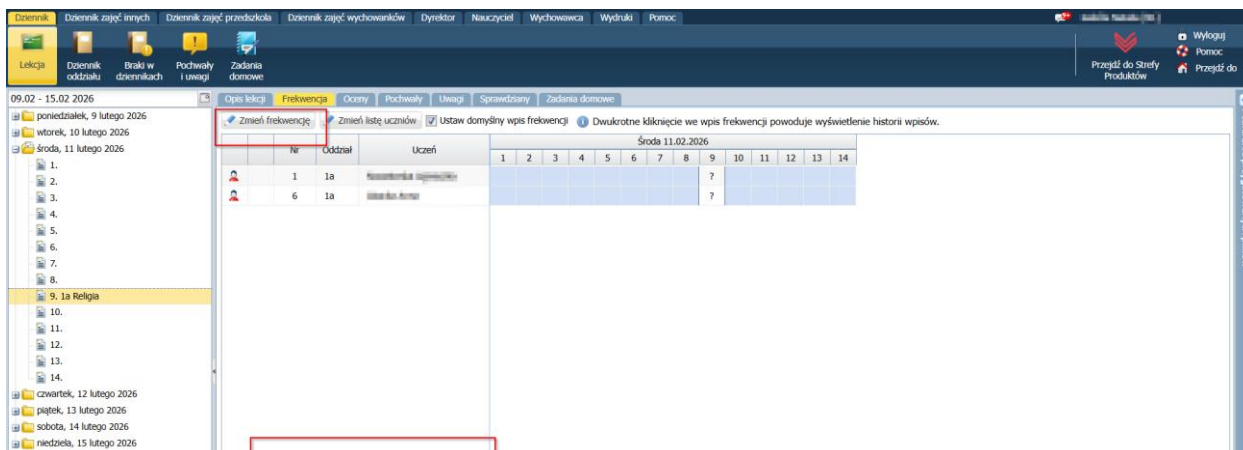 Dziennik Dziennik zajęć innych Dziennik zajęć przedszkola Dziennik zajęć wychowanków Dyrektor Nauczyciel Wychowawca Wydruki Pomoc
Lekcja
Dziennik oddziału
Braki w dziennikach
Pochwały i uwagi
Zadania domowe
Przejdź do Strefy Produktów
Wyloguj
Pomoc
Przejdź do
09.02 - 15.02 2026
poniedziałek, 9 lutego 2026
wtorek, 10 lutego 2026
środa, 11 lutego 2026
1.
2.
3.
4.
5.
6.
7.
8.
9. 1a Religia
10.
11.
12.
13.
14.
czwartek, 12 lutego 2026
piątek, 13 lutego 2026
sobota, 14 lutego 2026
niedziela, 15 lutego 2026
Opis lekcji Frekwencja Oceny Pochwały Uwagi Sprawdziany Zadania domowe
Zmień frekwencję Zmień listę uczniów Ustaw domyślny wpis frekwencji Dwukrotne kliknięcie we wpis frekwencji powoduje wyświetlenie historii wpisów.
Nr Oddział Uczeń Środa 11.02.2026
1 2 3 4 5 6 7 8 9 10 11 12 13 14
1 1a ?
6 1a ?